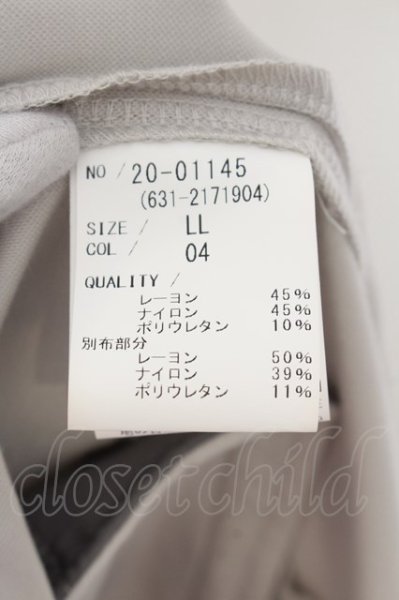 NO / 20-01145
(631-2171904)
SIZE / LL
COL / 04
QUALITY /
レーヨン 45%
ナイロン 45%
ポリウレタン 10%
別布部分
レーヨン 50%
ナイロン 39%
ポリウレタン 11%
closet child